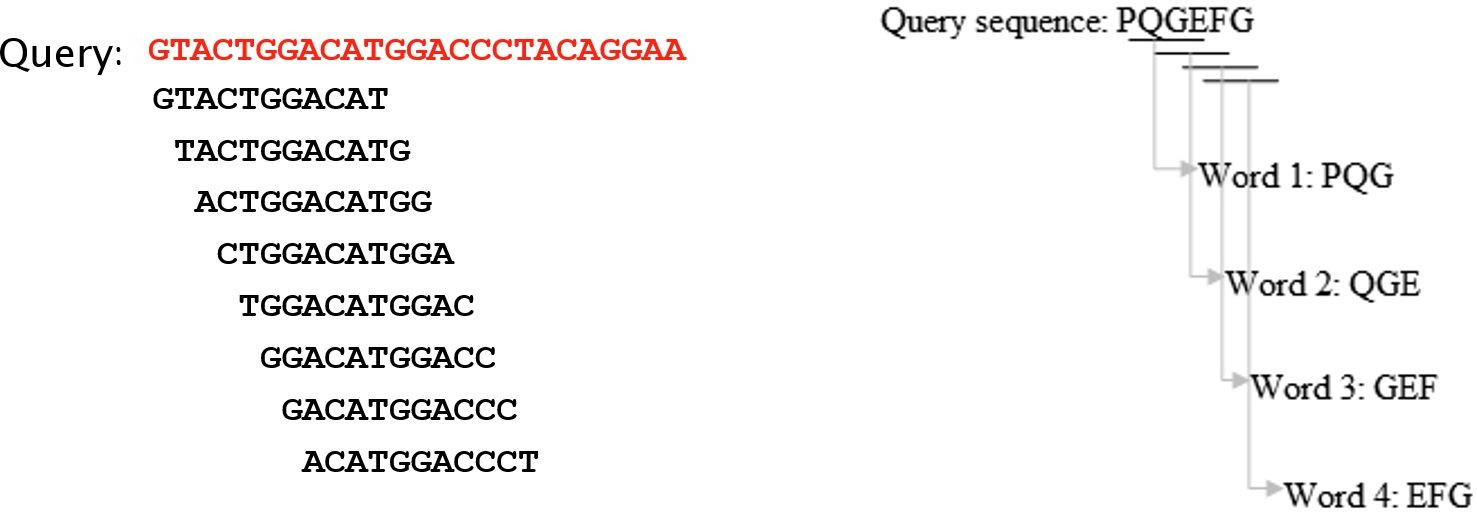 Query: GTACTGGACATGGACCCTACAGGAA
GTACTGGACAT
TACTGGACATG
ACTGGACATGG
CTGGACATGGA
TGGACATGGAC
GGACATGGACC
GACATGGACCC
ACATGGACCCT
Query sequence: PQGEFG
Word 1: PQG
Word 2: QGE
Word 3: GEF
Word 4: EFG